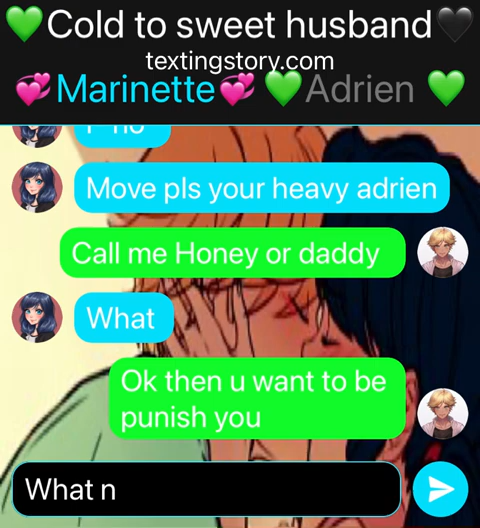 💚Cold to sweet husband🖤
textingstory.com
💞Marinette💞 💚Adrien 💚
Move pls your heavy adrien
Call me Honey or daddy
What
Ok then u want to be
punish you
What n